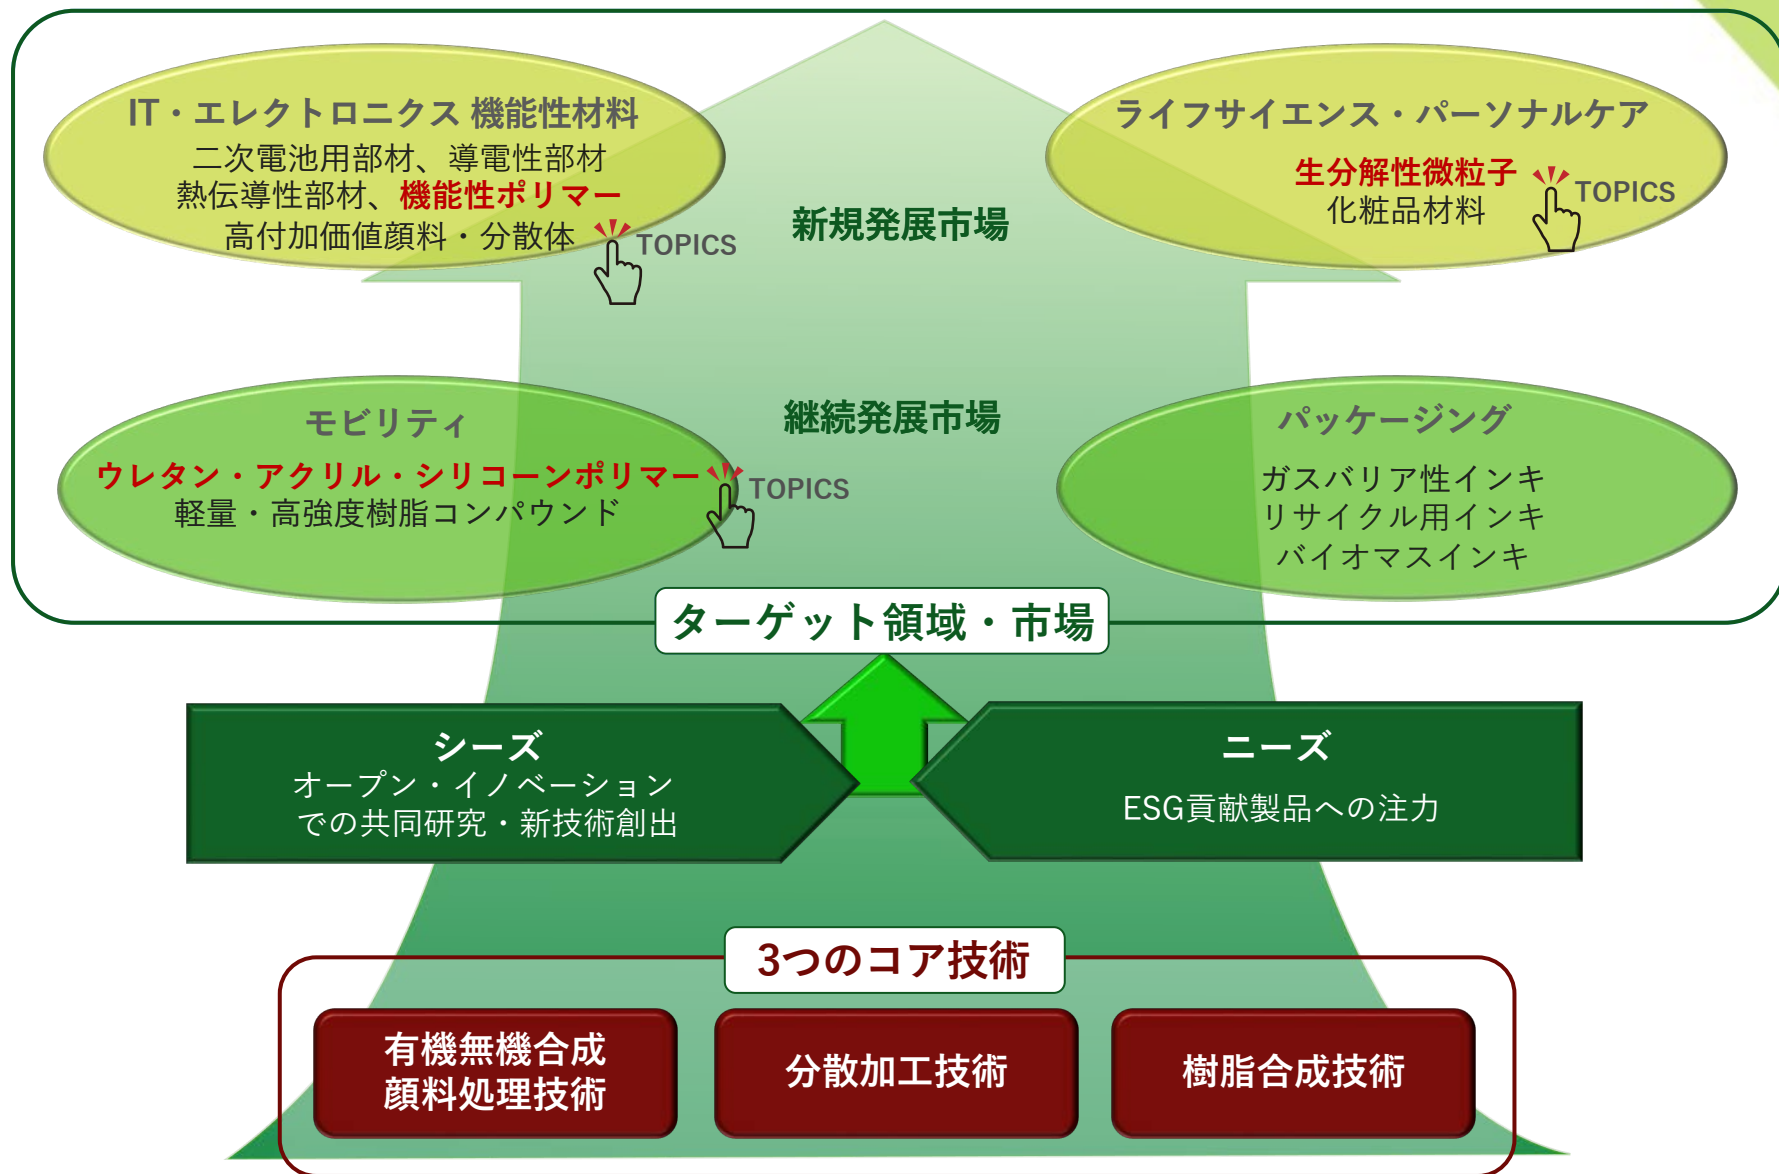 IT・エレクトロニクス 機能性材料
二次電池用部材、導電性部材
熱伝導性部材、機能性ポリマー
高付加価値顔料・分散体
TOPICS
ライフサイエンス・パーソナルケア
生分解性微粒子
TOPICS
化粧品材料
新規発展市場
継続発展市場
モビリティ
ウレタン・アクリル・シリコーンポリマー
TOPICS
軽量・高強度樹脂コンパウンド
パッケージング
ガスバリア性インキ
リサイクル用インキ
バイオマスインキ
ターゲット領域・市場
シーズ
オープン・イノベーション
での共同研究・新技術創出
ニーズ
ESG貢献製品への注力
3つのコア技術
有機無機合成
顔料処理技術
分散加工技術
樹脂合成技術